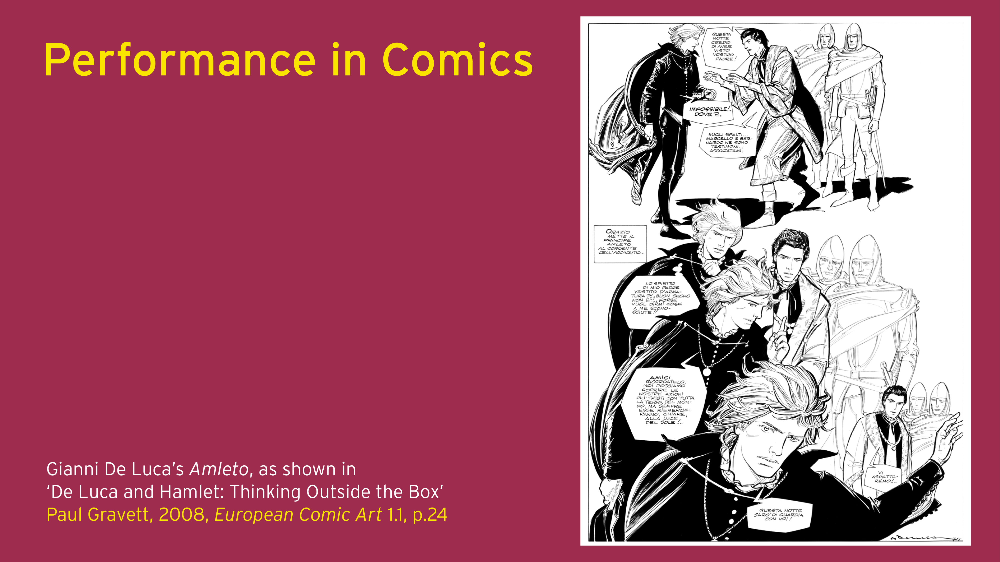 Performance in Comics
Gianni De Luca’s Amleto, as shown in
‘De Luca and Hamlet: Thinking Outside the Box’
Paul Gravett, 2008, European Comic Art 1.1, p.24
QUESTA
NOTTE
CREDO
DI AVER
VISTO
VOSTRO
PADRE!
IMPOSSIBILE!..
DOVE?..
SUGLI SPALTI...
MARCELLO E BER-
NARDO NE SONO
TESTIMONI...
ASCOLTATEMI.
ORAZIO
METTE IL
PRINCIPE
AMLETO
AL CORRENTE
DELL'ACCADUTO...
LO SPIRITO
DI MIO PADRE
VESTITO D'ARMA-
TURA?!.. BUON SEGNO
NON E'!.. FORSE
VUOL DIRMI COSE
A ME SCONO-
SCIUTE!!
AMICI,
RICORDATELO:
NOI POSSIAMO
COPRIRE LE
NOSTRE AZIONI
PIU' TRISTI CON TUTTA
LA TERRA DEL MON-
DO, MA SEMPRE
ESSE RIEMERGE-
RANNO, CHIARE,
ALLA LUCE
DEL SOLE!...
VI
ASPETTE-
REMO!...
QUESTA NOTTE
SARO' DI GUARDIA
CON VOI!
G. De Luca 75